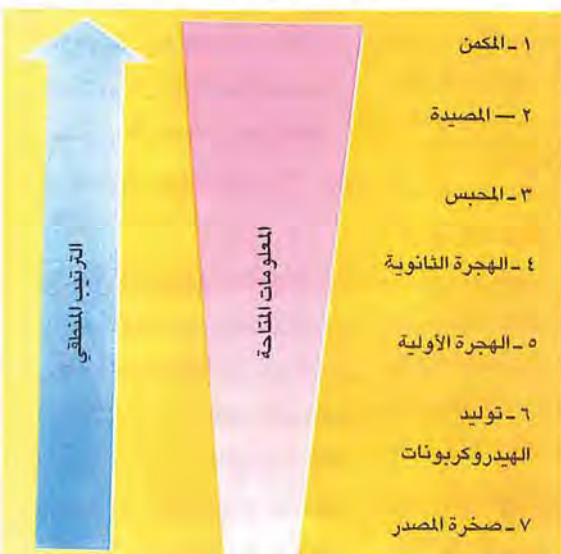 ١ ـ المكمن
٢ — المصيدة
٣ ـ المحبس
٤ ـ الهجرة الثانوية
٥ ـ الهجرة الأولية
٦ ـ توليد
الهيدروكربونات
٧ ـ صخرة المصدر
المعلومات المتاحة
الترتيب المنطقي